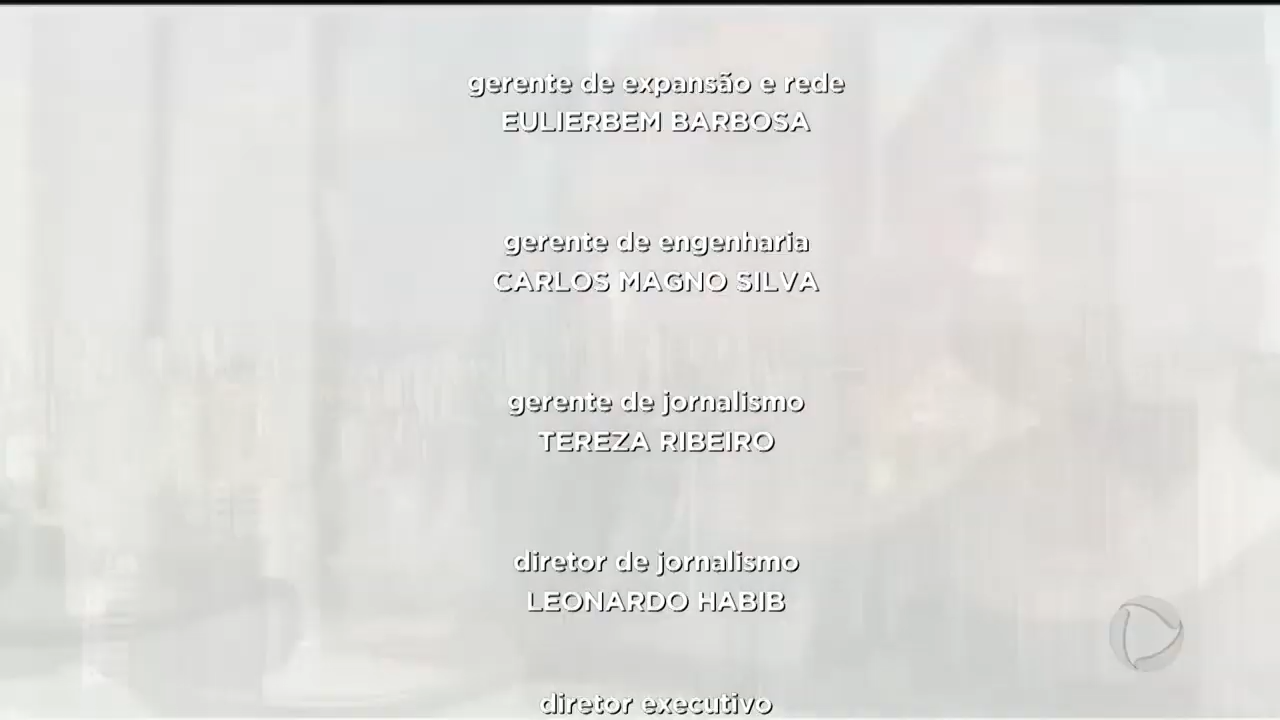 gerente de expansão e rede
EULIERBEM BARBOSA
gerente de engenharia
CARLOS MAGNO SILVA
gerente de jornalismo
TEREZA RIBEIRO
diretor de jornalismo
LEONARDO HABIB
diretor executivo